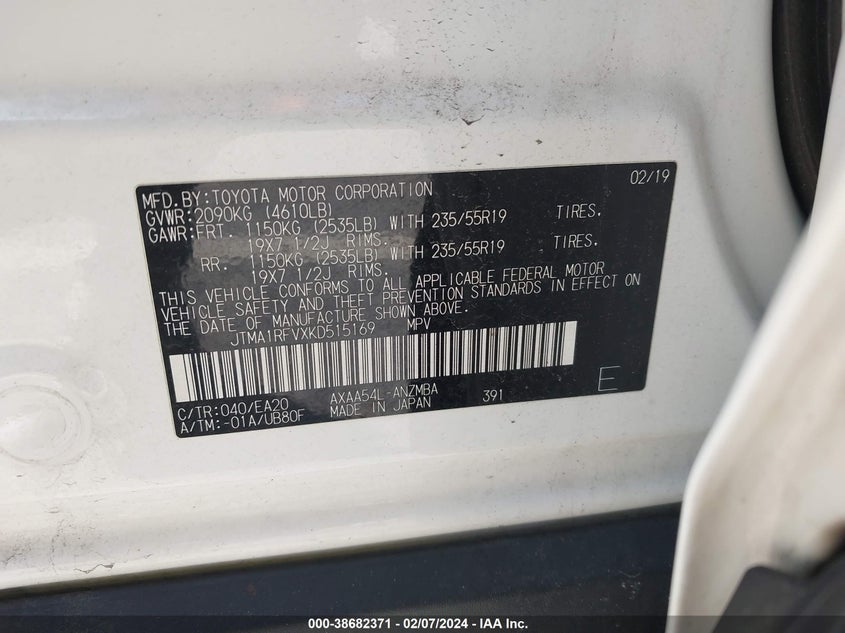 MFD.BY:TOYOTA MOTOR CORPORATION 02/19
GVWR:2090KG (4610LB)
GAWR:FRT. 1150KG (2535LB) WITH 235/55R19 TIRES.
19X7 1/2J RIMS.
RR. 1150KG (2535LB) WITH 235/55R19 TIRES.
19X7 1/2J RIMS.
THIS VEHICLE CONFORMS TO ALL APPLICABLE FEDERAL MOTOR
VEHICLE SAFETY AND THEFT PREVENTION STANDARDS IN EFFECT ON
THE DATE OF MANUFACTURE SHOWN ABOVE.
JTMA1RFVXKD515169 MPV
C/TR:040/EA20 AXAA54L-ANZMBA 391 E
A/TM:-01A/UB80F MADE IN JAPAN
000-38682371 - 02/07/2024 - IAA Inc.